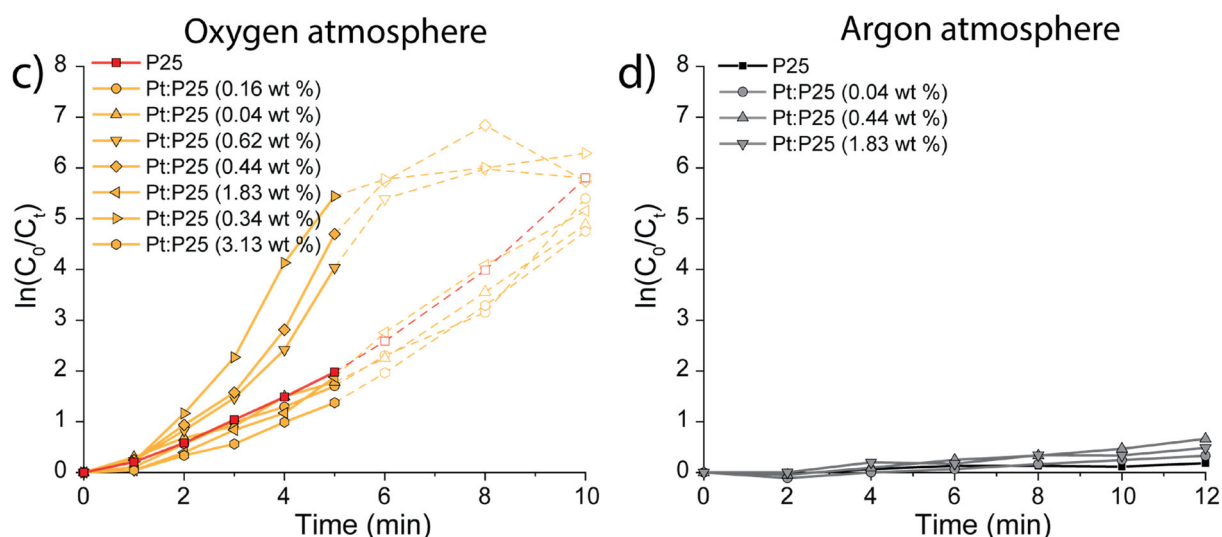 Oxygen atmosphere
c)
8
7
6
5
4
3
2
1
0
ln(C₀/Cₜ)
P25
Pt:P25 (0.16 wt %)
Pt:P25 (0.04 wt %)
Pt:P25 (0.62 wt %)
Pt:P25 (0.44 wt %)
Pt:P25 (1.83 wt %)
Pt:P25 (0.34 wt %)
Pt:P25 (3.13 wt %)
0 2 4 6 8 10
Time (min)
Argon atmosphere
d)
8
7
6
5
4
3
2
1
0
ln(C₀/Cₜ)
P25
Pt:P25 (0.04 wt %)
Pt:P25 (0.44 wt %)
Pt:P25 (1.83 wt %)
0 2 4 6 8 10 12
Time (min)